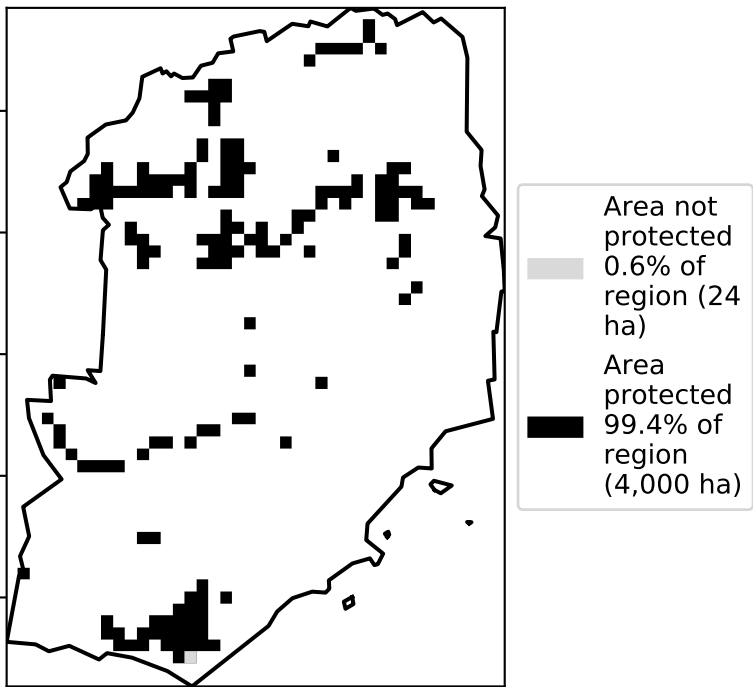 Area not
protected
0.6% of
region (24
ha)
Area
protected
99.4% of
region
(4,000 ha)